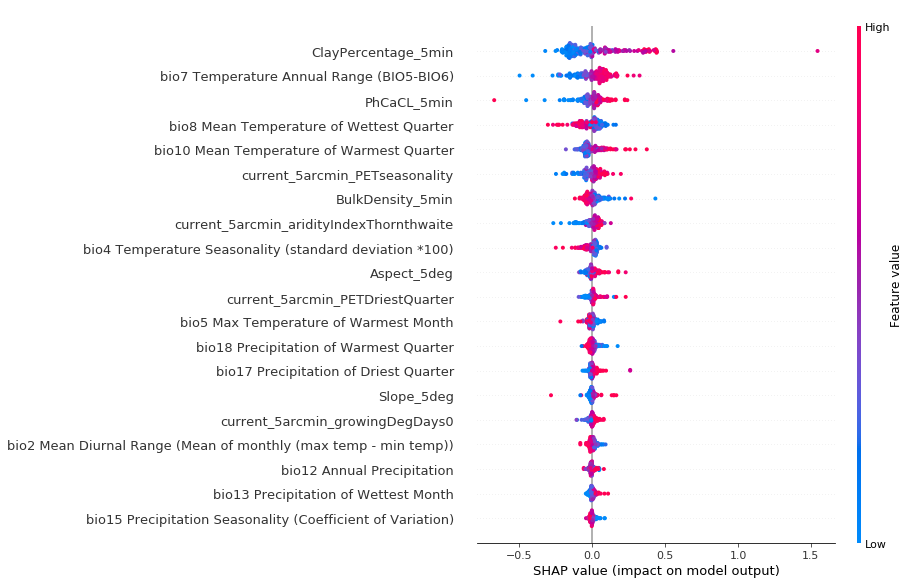 High
ClayPercentage_5min
bio7 Temperature Annual Range (BIO5-BIO6)
PhCaCL_5min
bio8 Mean Temperature of Wettest Quarter
bio10 Mean Temperature of Warmest Quarter
current_5arcmin_PETseasonality
BulkDensity_5min
current_5arcmin_aridityIndexThornthwaite
bio4 Temperature Seasonality (standard deviation *100)
Aspect_5deg
current_5arcmin_PETDriestQuarter
bio5 Max Temperature of Warmest Month
bio18 Precipitation of Warmest Quarter
bio17 Precipitation of Driest Quarter
Slope_5deg
current_5arcmin_growingDegDays0
bio2 Mean Diurnal Range (Mean of monthly (max temp - min temp))
bio12 Annual Precipitation
bio13 Precipitation of Wettest Month
bio15 Precipitation Seasonality (Coefficient of Variation)
Feature value
Low
−0.5 0.0 0.5 1.0 1.5
SHAP value (impact on model output)